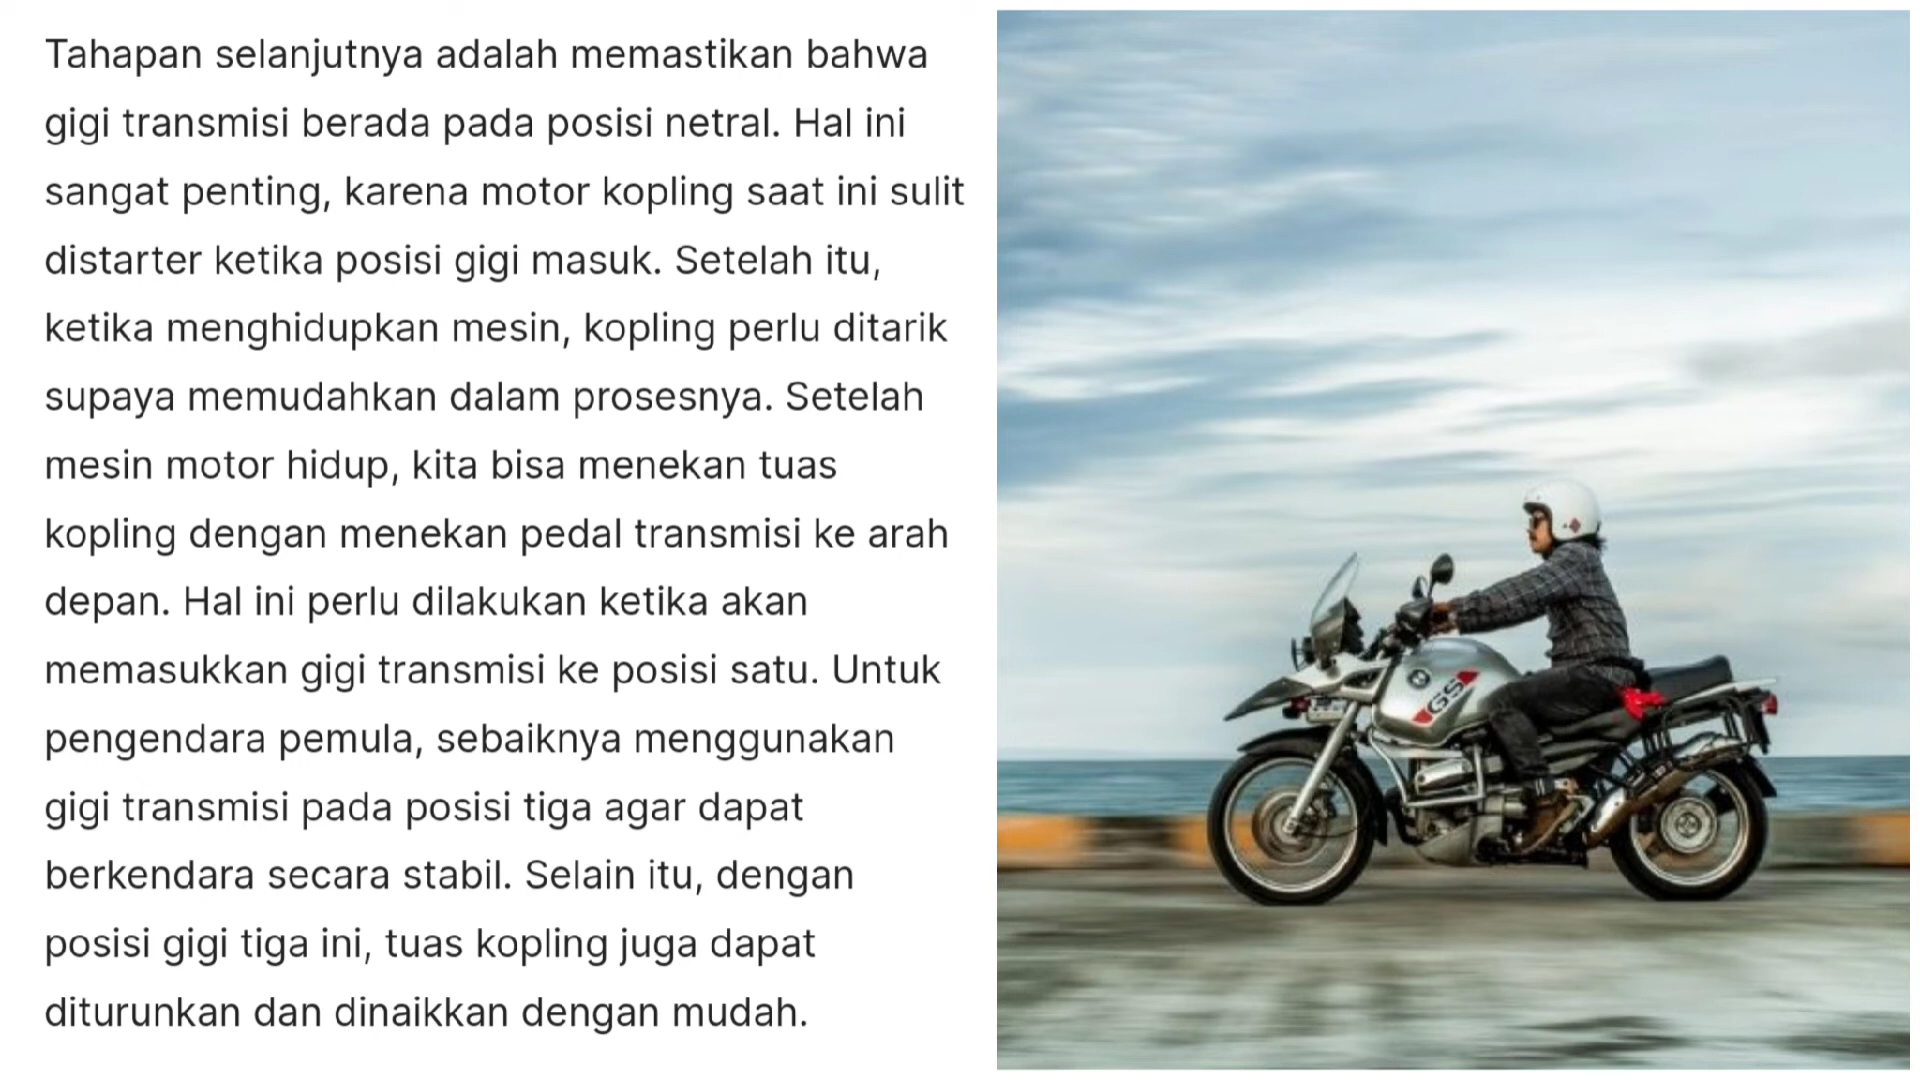 Tahapan selanjutnya adalah memastikan bahwa
gigi transmisi berada pada posisi netral. Hal ini
sangat penting, karena motor kopling saat ini sulit
distarter ketika posisi gigi masuk. Setelah itu,
ketika menghidupkan mesin, kopling perlu ditarik
supaya memudahkan dalam prosesnya. Setelah
mesin motor hidup, kita bisa menekan tuas
kopling dengan menekan pedal transmisi ke arah
depan. Hal ini perlu dilakukan ketika akan
memasukkan gigi transmisi ke posisi satu. Untuk
pengendara pemula, sebaiknya menggunakan
gigi transmisi pada posisi tiga agar dapat
berkendara secara stabil. Selain itu, dengan
posisi gigi tiga ini, tuas kopling juga dapat
diturunkan dan dinaikkan dengan mudah.
GS